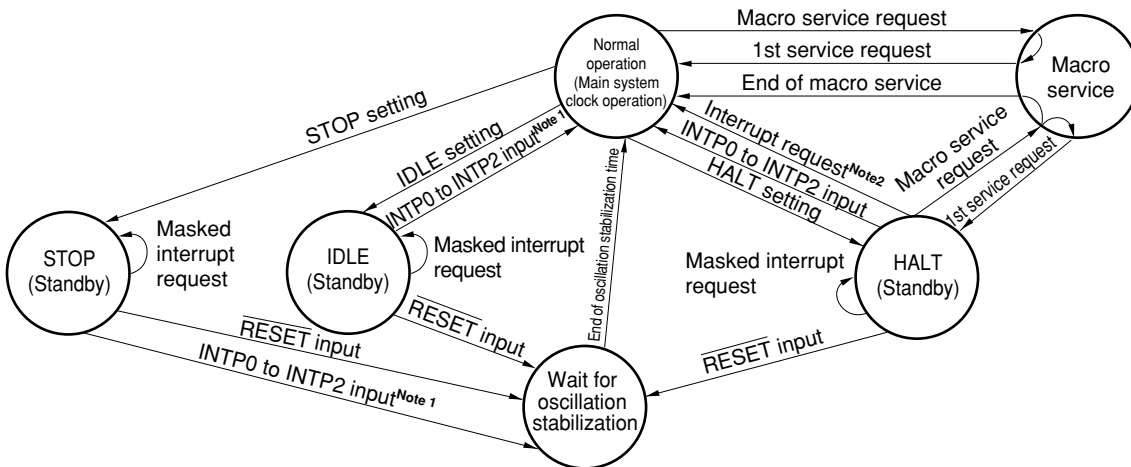 Macro service request
1st service request
End of macro service
Normal
operation
(Main system
clock operation)
Macro
service
STOP setting
IDLE setting
INTP0 to INTP2 input Note 1
End of oscillation stabilization time
Interrupt request Note2
INTP0 to INTP2 input
HALT setting
Macro service
request
1st service request
STOP
(Standby)
Masked
interrupt
request
IDLE
(Standby)
Masked interrupt
request
Masked interrupt
request
HALT
(Standby)
RESET input
INTP0 to INTP2 input Note 1
RESET input
RESET input
Wait for
oscillation
stabilization